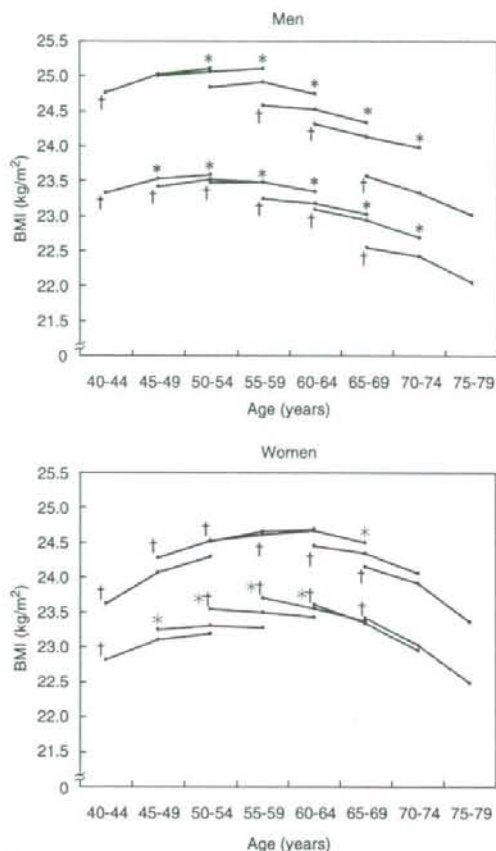 Men
25.5
25.0
24.5
24.0
23.5
23.0
22.5
22.0
21.5
0
BMI (kg/m²)
* * * * *
† † † †
* * * * * *
† † † † † †
40-44 45-49 50-54 55-59 60-64 65-69 70-74 75-79
Age (years)
Women
25.5
25.0
24.5
24.0
23.5
23.0
22.5
22.0
21.5
0
BMI (kg/m²)
† † † † † † *
† * *† *† *† †
40-44 45-49 50-54 55-59 60-64 65-69 70-74 75-79
Age (years)